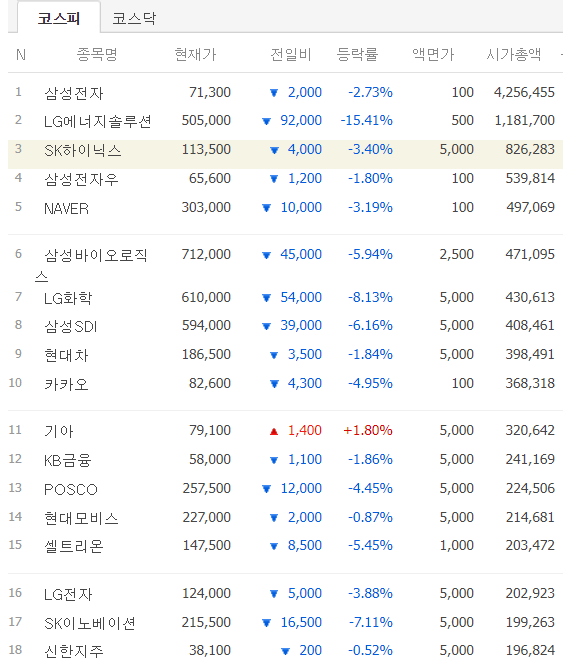 코스피 코스닥
N 종목명 현재가 전일비 등락률 액면가 시가총액
1 삼성전자 71,300 ▼ 2,000 -2.73% 100 4,256,455
2 LG에너지솔루션 505,000 ▼ 92,000 -15.41% 500 1,181,700
3 SK하이닉스 113,500 ▼ 4,000 -3.40% 5,000 826,283
4 삼성전자우 65,600 ▼ 1,200 -1.80% 100 539,814
5 NAVER 303,000 ▼ 10,000 -3.19% 100 497,069
6 삼성바이오로직 712,000 ▼ 45,000 -5.94% 2,500 471,095
스
7 LG화학 610,000 ▼ 54,000 -8.13% 5,000 430,613
8 삼성SDI 594,000 ▼ 39,000 -6.16% 5,000 408,461
9 현대차 186,500 ▼ 3,500 -1.84% 5,000 398,491
10 카카오 82,600 ▼ 4,300 -4.95% 100 368,318
11 기아 79,100 ▲ 1,400 +1.80% 5,000 320,642
12 KB금융 58,000 ▼ 1,100 -1.86% 5,000 241,169
13 POSCO 257,500 ▼ 12,000 -4.45% 5,000 224,506
14 현대모비스 227,000 ▼ 2,000 -0.87% 5,000 214,681
15 셀트리온 147,500 ▼ 8,500 -5.45% 1,000 203,472
16 LG전자 124,000 ▼ 5,000 -3.88% 5,000 202,923
17 SK이노베이션 215,500 ▼ 16,500 -7.11% 5,000 199,263
18 신한지주 38,100 ▼ 200 -0.52% 5,000 196,824